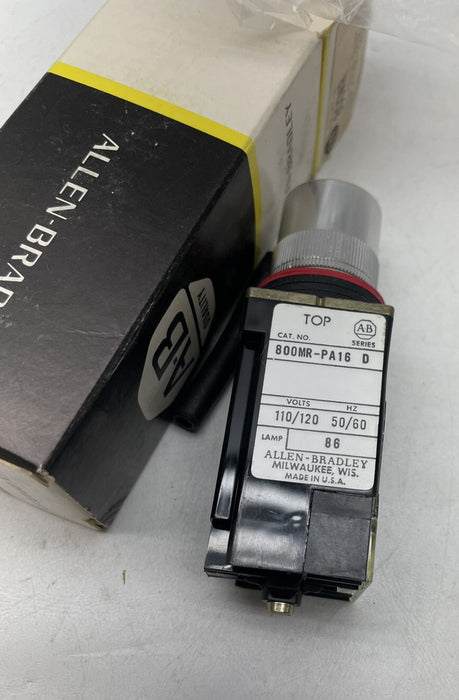 ALLEN-BRAD
QUALITY
A-B
TOP
A-B
CAT. NO.
SERIES
800MR-PA16 D
VOLTS HZ
110/120 50/60
LAMP 86
ALLEN-BRADLEY
MILWAUKEE, WIS.
MADE IN U.S.A.